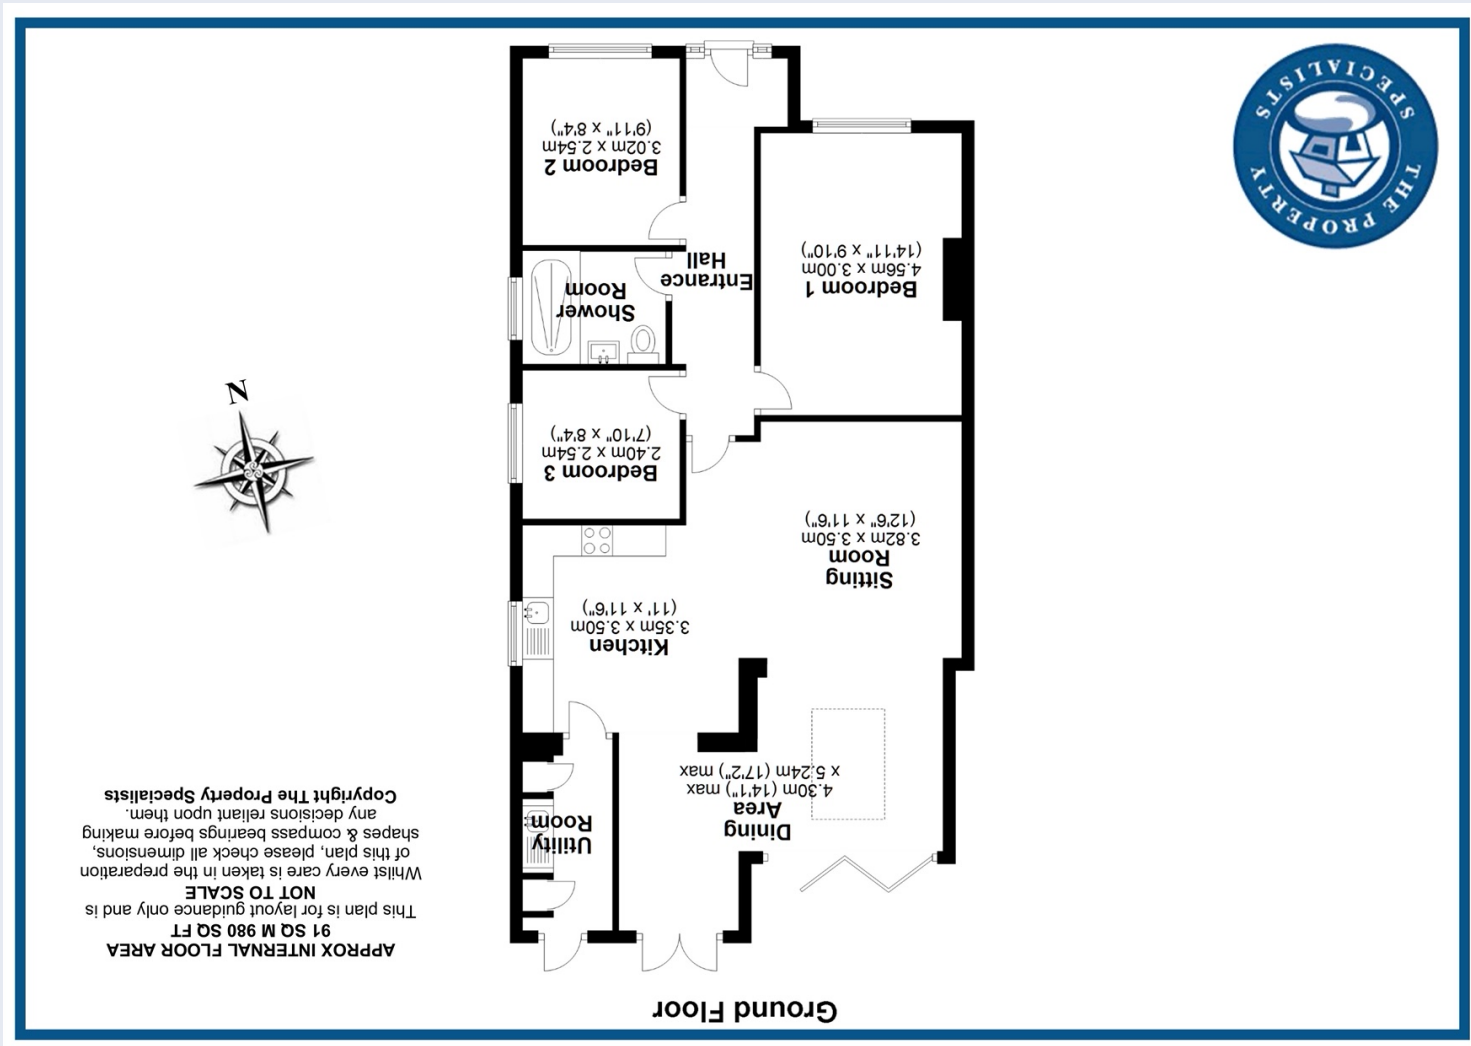 Ground Floor
Utility
Room
Dining
Area
4.30m (14'1") max
x 5.24m (17'2") max
Kitchen
3.35m x 3.50m
(11' x 11'6")
Sitting
Room
3.82m x 3.50m
(12'6" x 11'6")
Bedroom 3
2.40m x 2.54m
(7'10" x 8'4")
Shower
Room
Entrance
Hall
Bedroom 1
4.56m x 3.00m
(14'11" x 9'10")
Bedroom 2
3.02m x 2.54m
(9'11" x 8'4")
N
APPROX INTERNAL FLOOR AREA
91 SQ M 980 SQ FT
This plan is for layout guidance only and is
NOT TO SCALE
Whilst every care is taken in the preparation
of this plan, please check all dimensions,
shapes & compass bearings before making
any decisions reliant upon them.
Copyright The Property Specialists
THE PROPERTY
SPECIALISTS